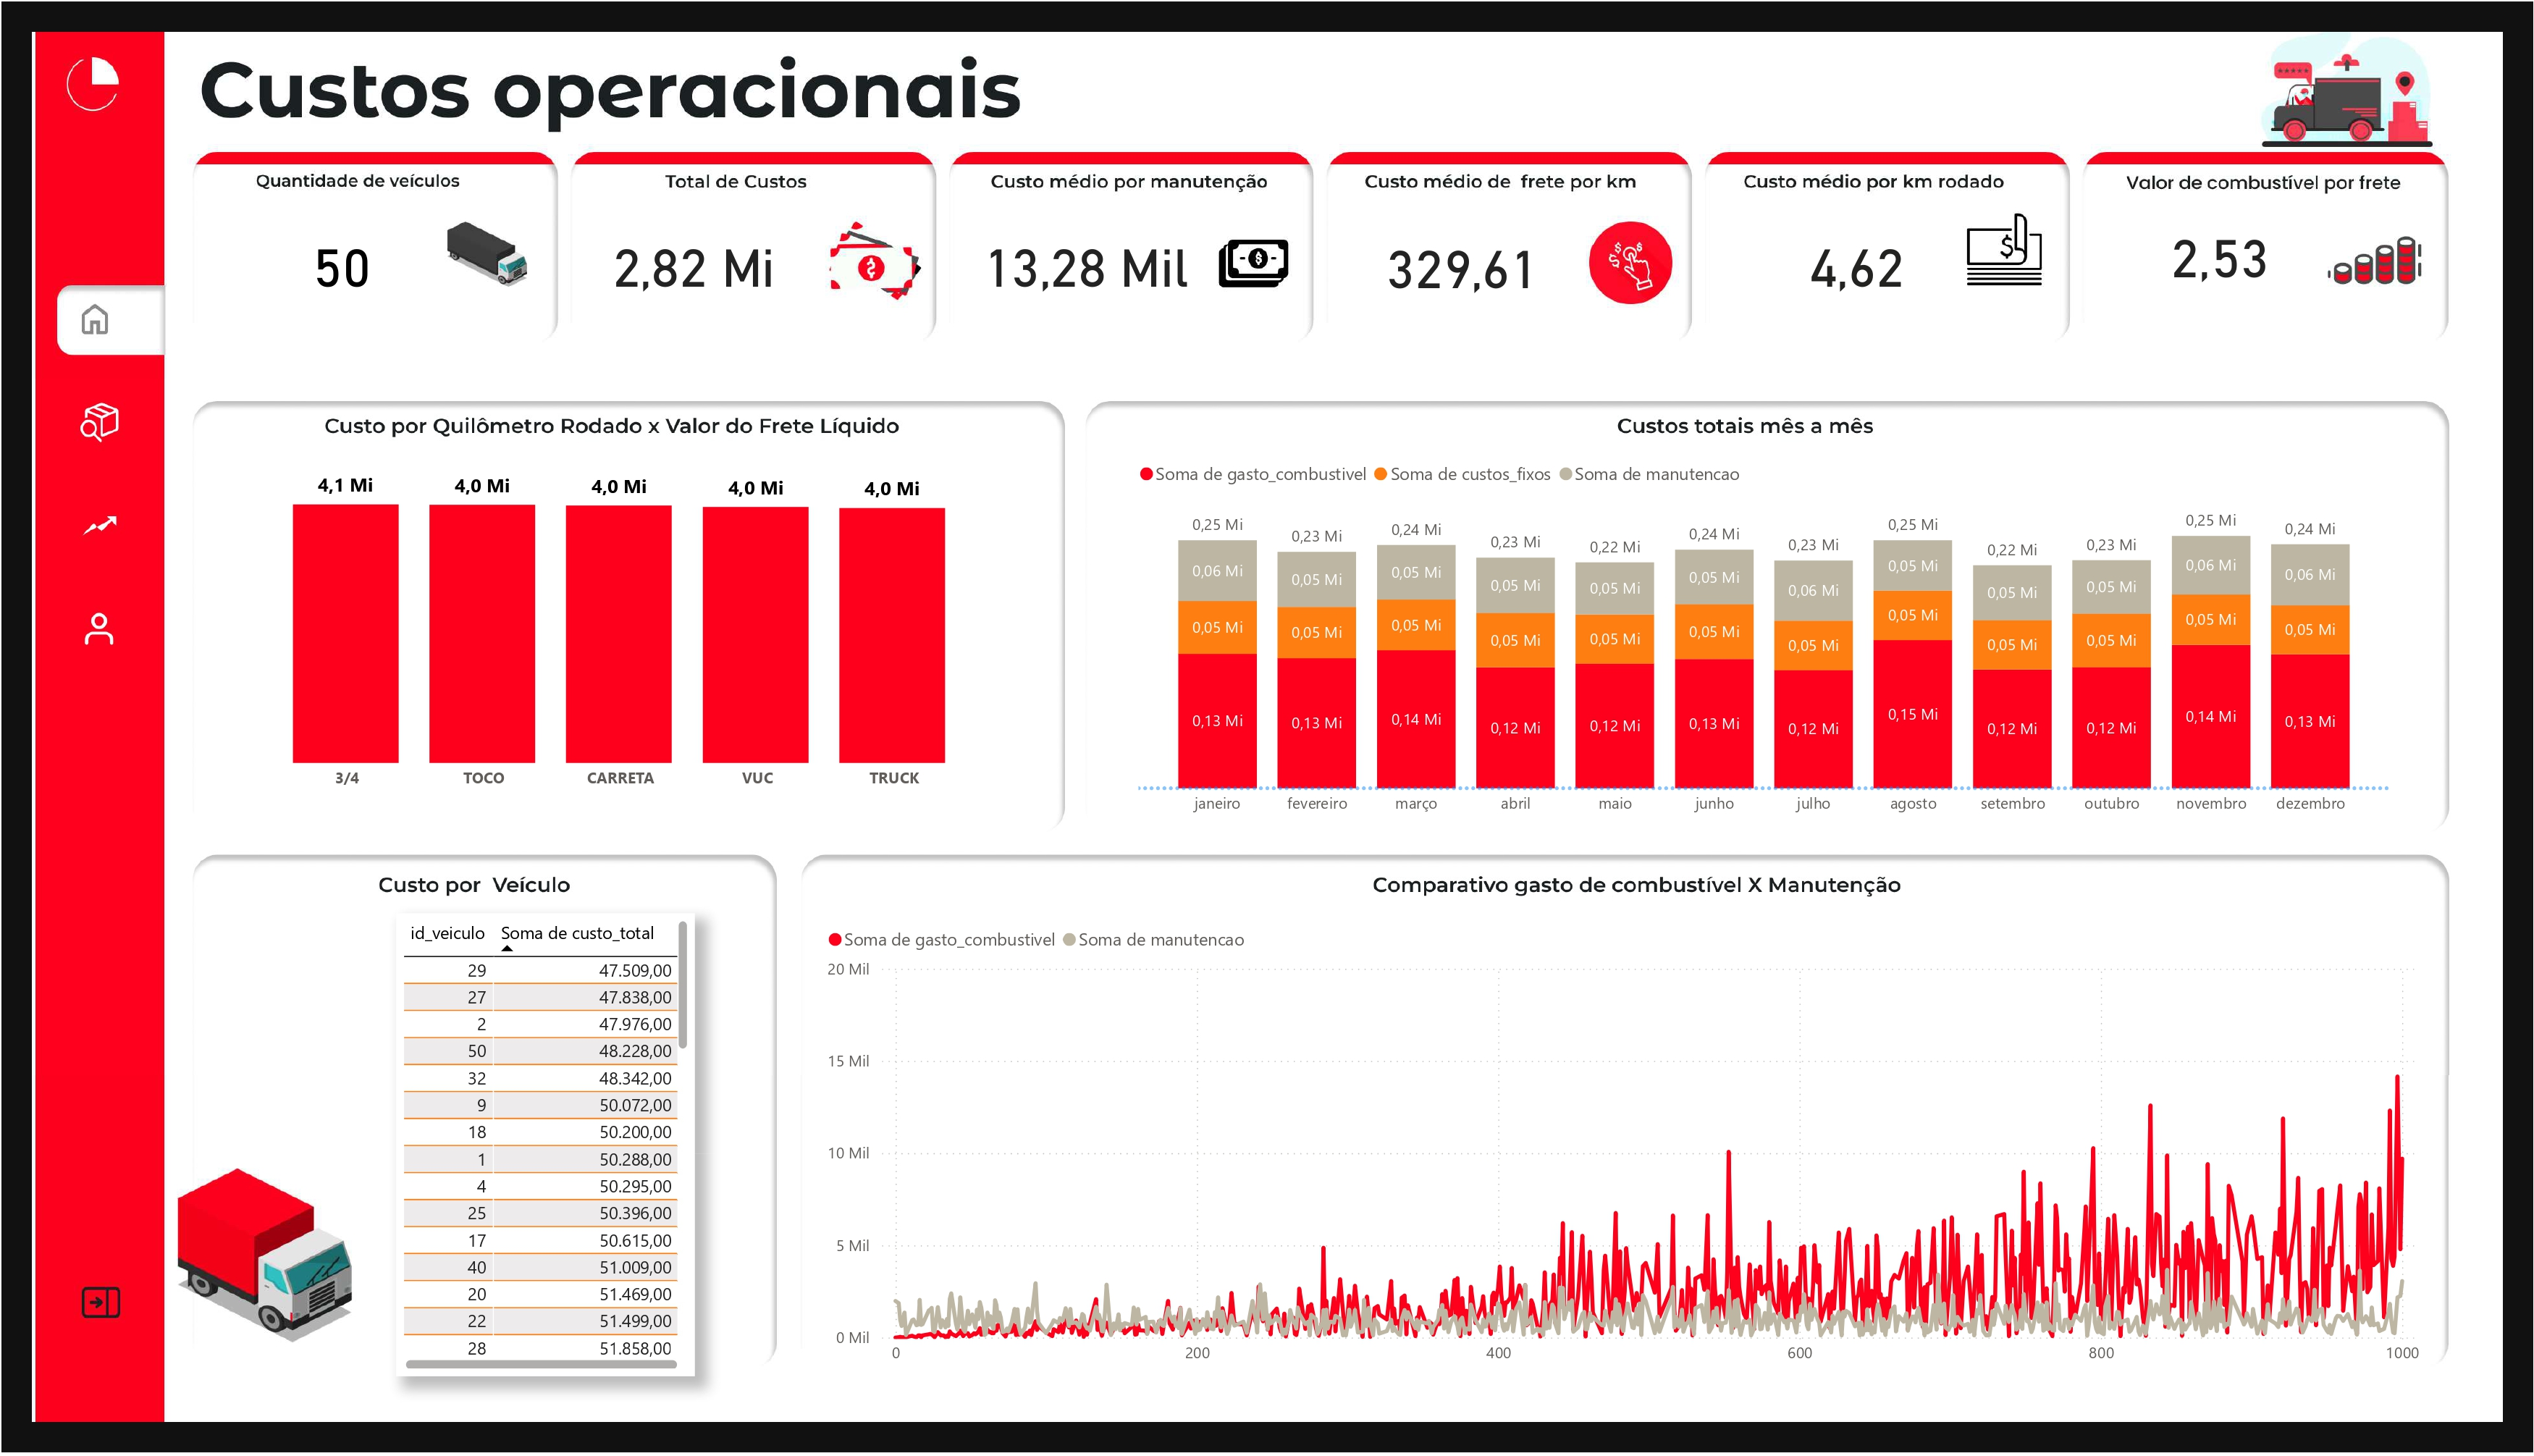 Custos operacionais
Quantidade de veículos
50
Total de Custos
2,82 Mi
Custo médio por manutenção
13,28 Mil
Custo médio de frete por km
329,61
Custo médio por km rodado
4,62
Valor de combustível por frete
2,53
Custo por Quilômetro Rodado x Valor do Frete Líquido
4,1 Mi 4,0 Mi 4,0 Mi 4,0 Mi 4,0 Mi
3/4 TOCO CARRETA VUC TRUCK
Custos totais mês a mês
Soma de gasto_combustivel Soma de custos_fixos Soma de manutencao
0,25 Mi 0,23 Mi 0,24 Mi 0,23 Mi 0,22 Mi 0,24 Mi 0,23 Mi 0,25 Mi 0,22 Mi 0,23 Mi 0,25 Mi 0,24 Mi
0,06 Mi 0,05 Mi 0,05 Mi 0,05 Mi 0,05 Mi 0,05 Mi 0,06 Mi 0,05 Mi 0,05 Mi 0,05 Mi 0,06 Mi 0,06 Mi
0,05 Mi 0,05 Mi 0,05 Mi 0,05 Mi 0,05 Mi 0,05 Mi 0,05 Mi 0,05 Mi 0,05 Mi 0,05 Mi 0,05 Mi 0,05 Mi
0,13 Mi 0,13 Mi 0,14 Mi 0,12 Mi 0,12 Mi 0,13 Mi 0,12 Mi 0,15 Mi 0,12 Mi 0,12 Mi 0,14 Mi 0,13 Mi
janeiro fevereiro março abril maio junho julho agosto setembro outubro novembro dezembro
Custo por Veículo
id_veiculo Soma de custo_total
29 47.509,00
27 47.838,00
2 47.976,00
50 48.228,00
32 48.342,00
9 50.072,00
18 50.200,00
1 50.288,00
4 50.295,00
25 50.396,00
17 50.615,00
40 51.009,00
20 51.469,00
22 51.499,00
28 51.858,00
Comparativo gasto de combustível X Manutenção
Soma de gasto_combustivel Soma de manutencao
20 Mil
15 Mil
10 Mil
5 Mil
0 Mil
0 200 400 600 800 1000